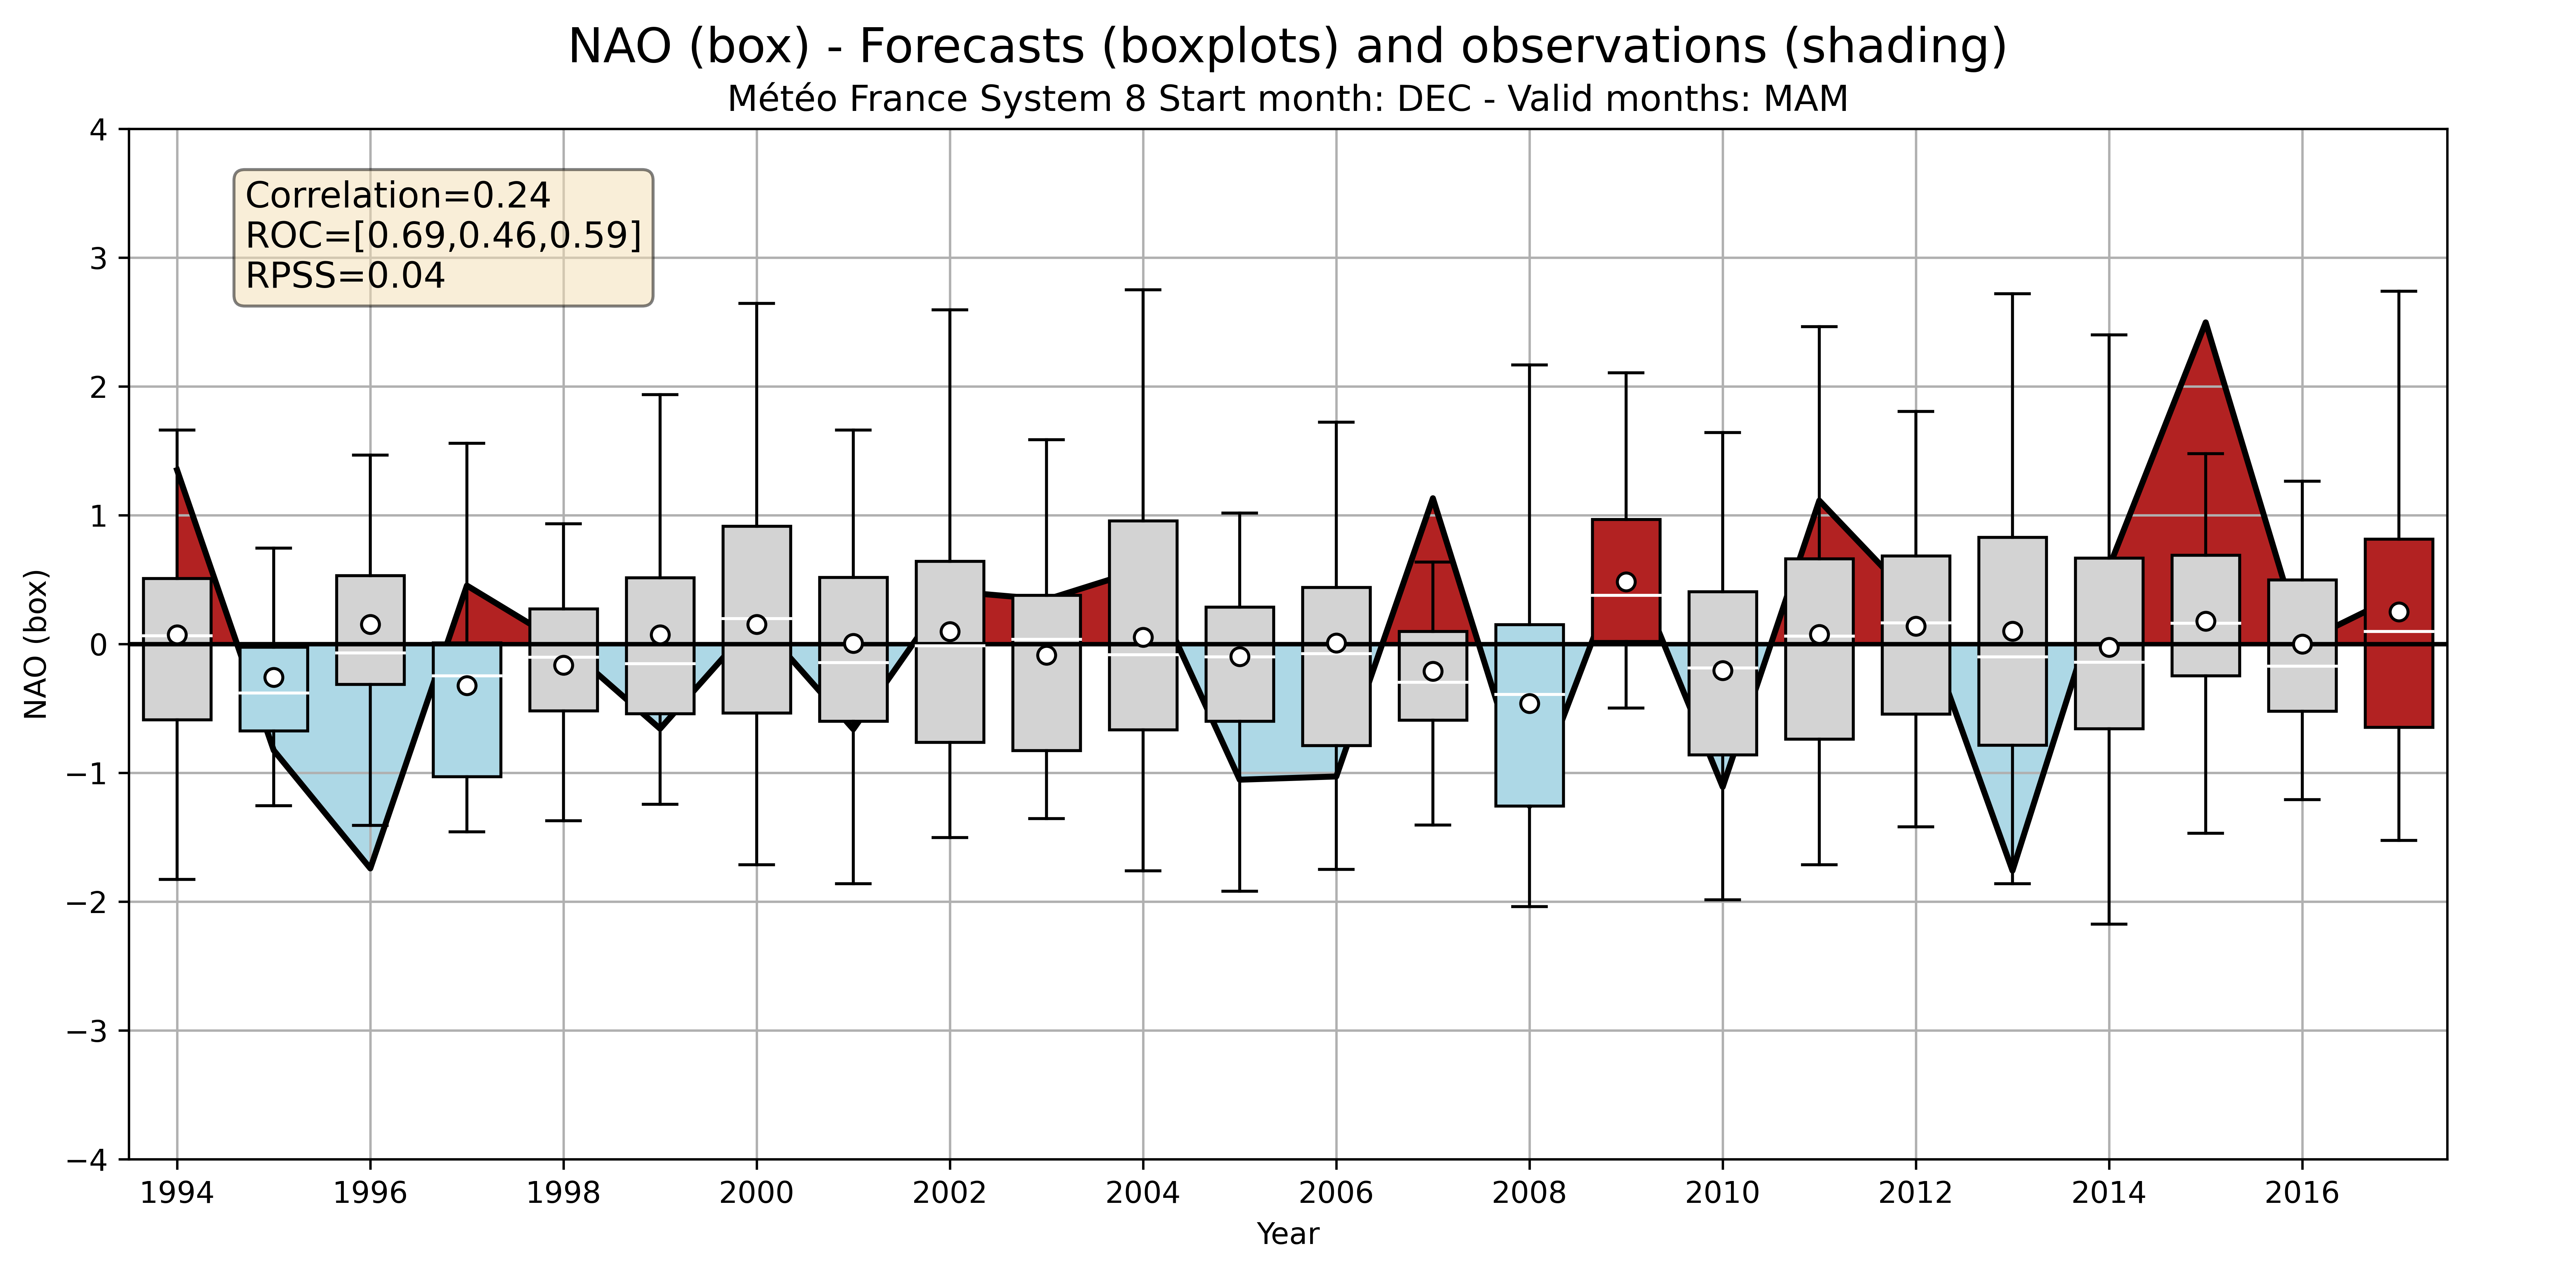 NAO (box) - Forecasts (boxplots) and observations (shading)
Météo France System 8 Start month: DEC - Valid months: MAM
Correlation=0.24
ROC=[0.69,0.46,0.59]
RPSS=0.04
NAO (box)
4
3
2
1
0
−1
−2
−3
−4
1994 1996 1998 2000 2002 2004 2006 2008 2010 2012 2014 2016
Year